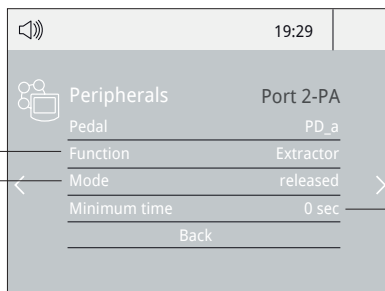 19:29
Peripherals Port 2-PA
Pedal PD_a
Function Extractor
Mode released
Minimum time 0 sec
Back